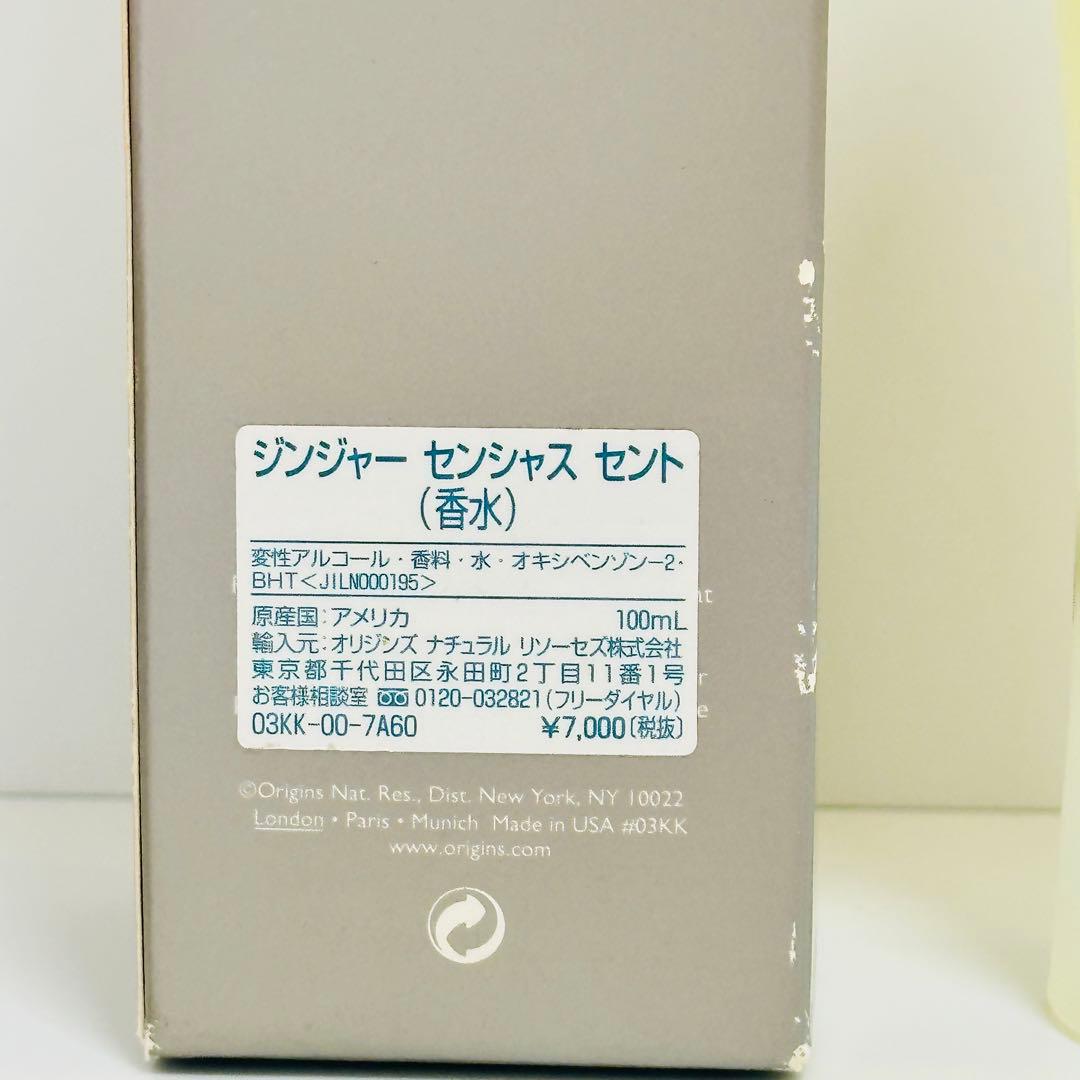 ジンジャー センシャス セント
(香水)
変性アルコール・香料・水・オキシベンゾン-2・
BHT<JILN000195>
原産国:アメリカ 100mL
輸入元:オリジンズ ナチュラル リソーセズ株式会社
東京都千代田区永田町2丁目11番1号
お客様相談室 0120-032821(フリーダイヤル)
03KK-00-7A60 ¥7,000(税抜)
©Origins Nat. Res., Dist. New York, NY 10022
London • Paris • Munich Made in USA #03KK
www.origins.com